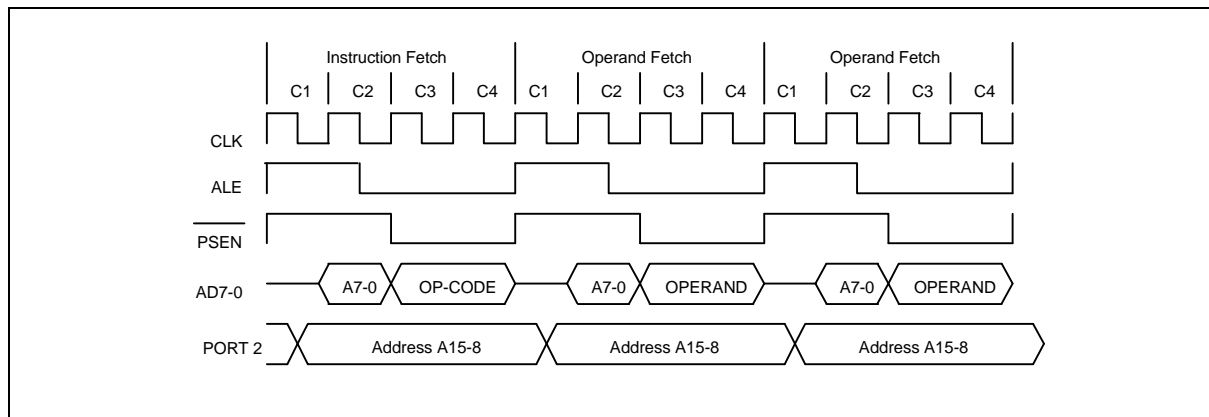 Instruction Fetch Operand Fetch Operand Fetch
C1 C2 C3 C4 C1 C2 C3 C4 C1 C2 C3 C4
CLK
ALE
PSEN
AD7-0 A7-0 OP-CODE A7-0 OPERAND A7-0 OPERAND
PORT 2 Address A15-8 Address A15-8 Address A15-8